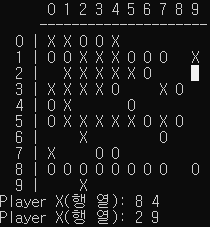 0 1 2 3 4 5 6 7 8 9
---------------------
0 | X X O O X
1 | O O X X X O O O   X
2 |   X X X X X O
3 | X X X X O     X O
4 | O X       O
5 | O X X X X X O X O
6 |     X         O
7 | X     O O
8 | O O O O O O O O   O
9 |     X
Player X(행 열): 8 4
Player X(행 열): 2 9